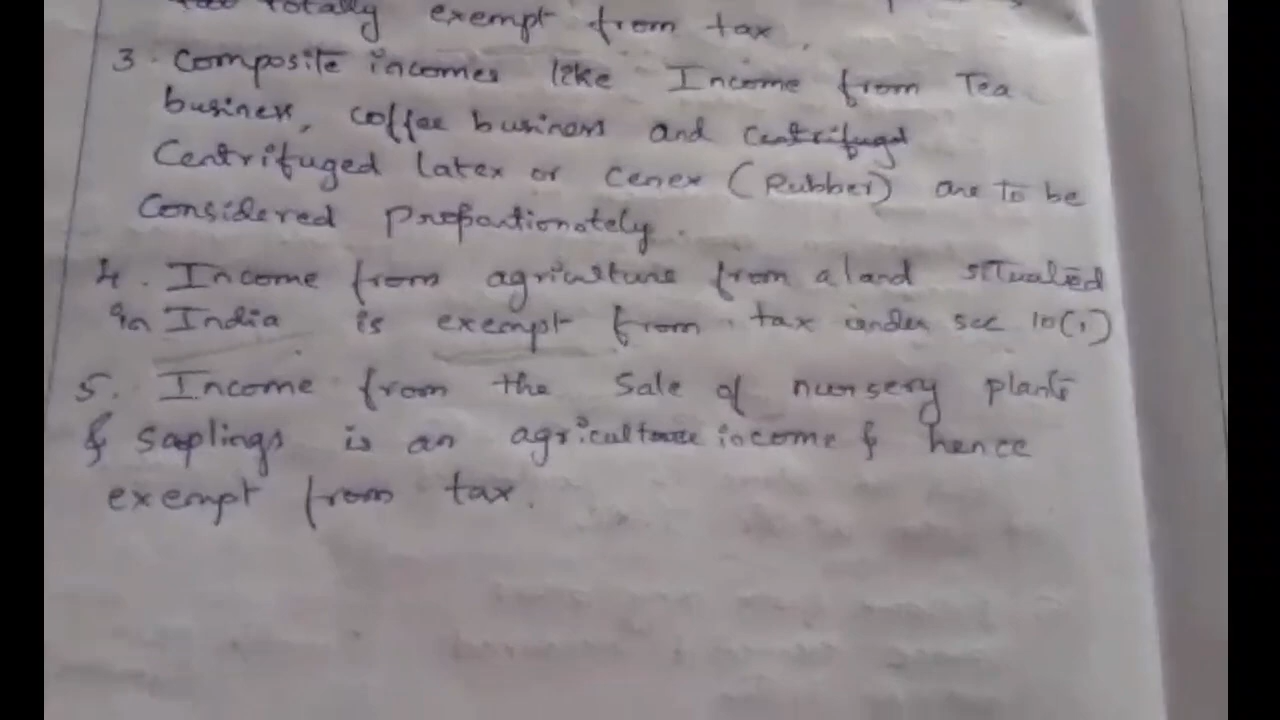 totally exempt from tax.
3. Composite incomes like Income from Tea
business, coffee business and centrifuged
Centrifuged latex or cenex (Rubber) are to be
Considered proportionately.
4. Income from agriculture from a land situated
in India is exempt from tax under sec 10(1)
5. Income from the Sale of nursery plants
& saplings is an agriculture income & hence
exempt from tax.